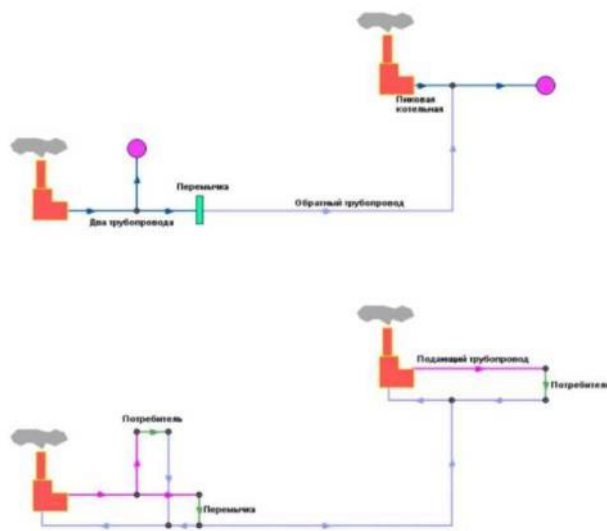 Пиковая
котельная
Перемычка
Обратный трубопровод
Два трубопровода
Подающий трубопровод
Потребитель
Потребитель
Перемычка